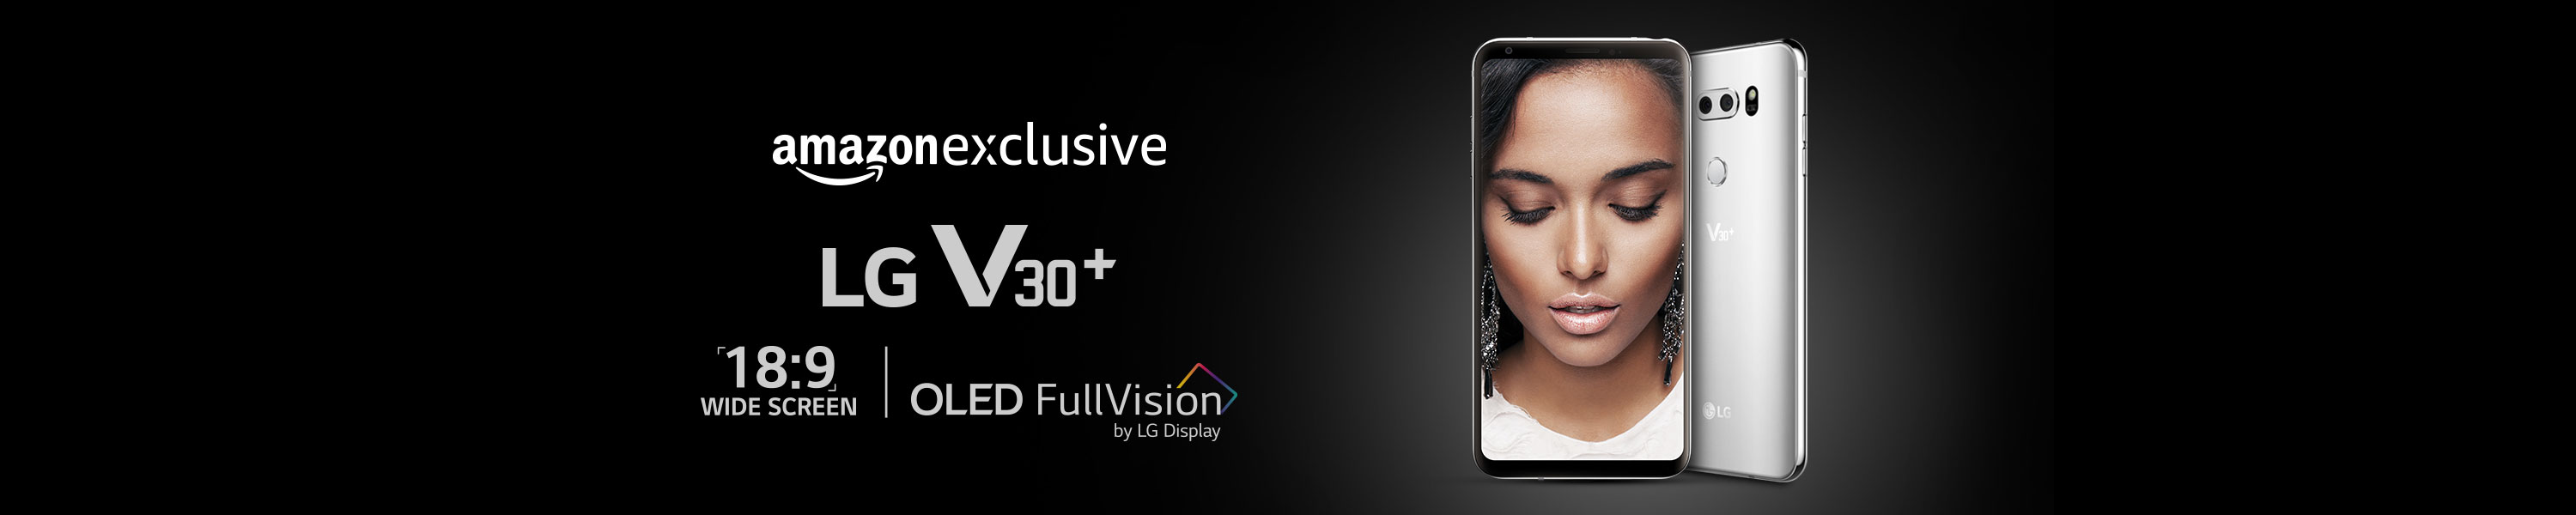 amazonexclusive
LG V30+
18:9
WIDE SCREEN
OLED FullVision
by LG Display
V30+
LG